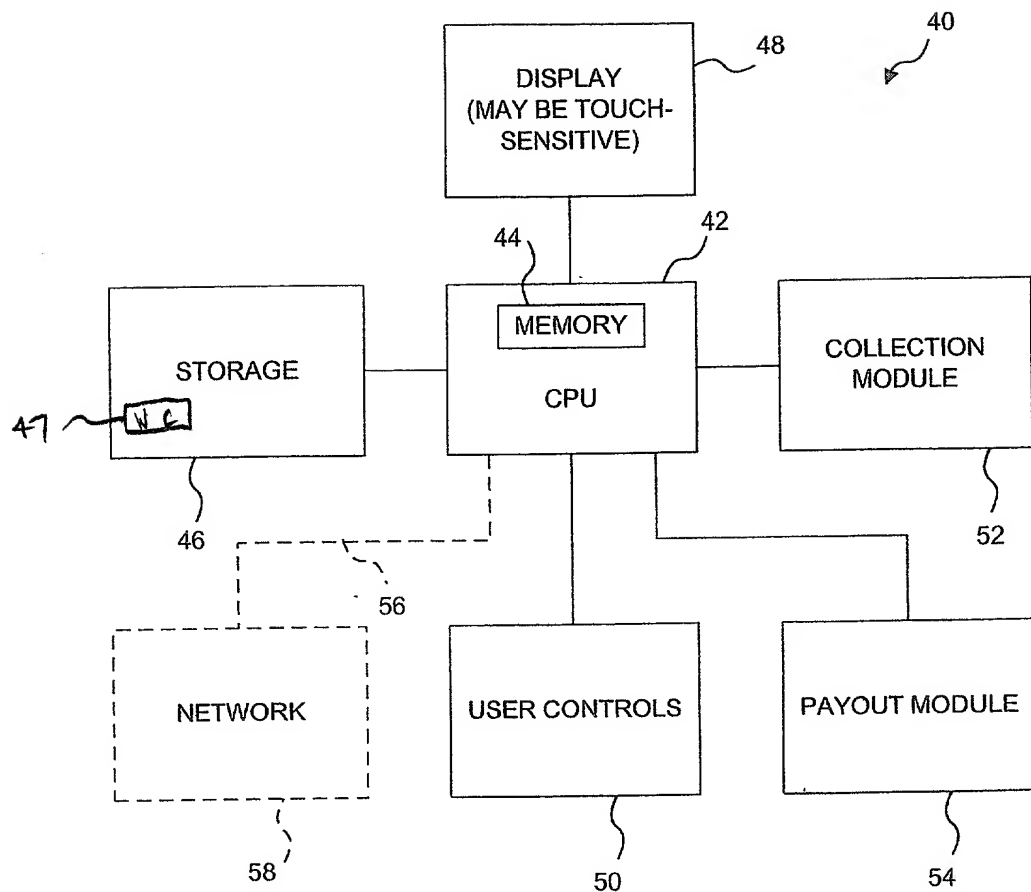 40
48
DISPLAY
(MAY BE TOUCH-
SENSITIVE)
44
42
MEMORY
CPU
STORAGE
47
W C
46
COLLECTION
MODULE
52
56
NETWORK
58
USER CONTROLS
50
PAYOUT MODULE
54